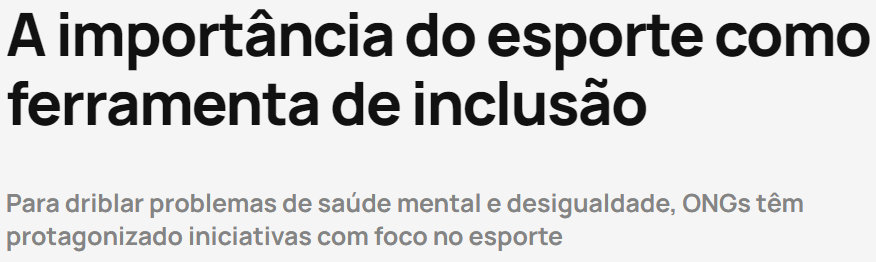 A importância do esporte como
ferramenta de inclusão
Para driblar problemas de saúde mental e desigualdade, ONGs têm
protagonizado iniciativas com foco no esporte